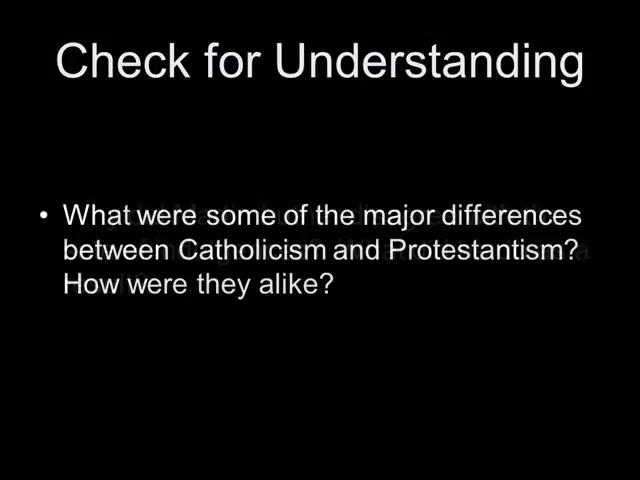 Check for Understanding
• What were some of the major differences
between Catholicism and Protestantism?
How were they alike?